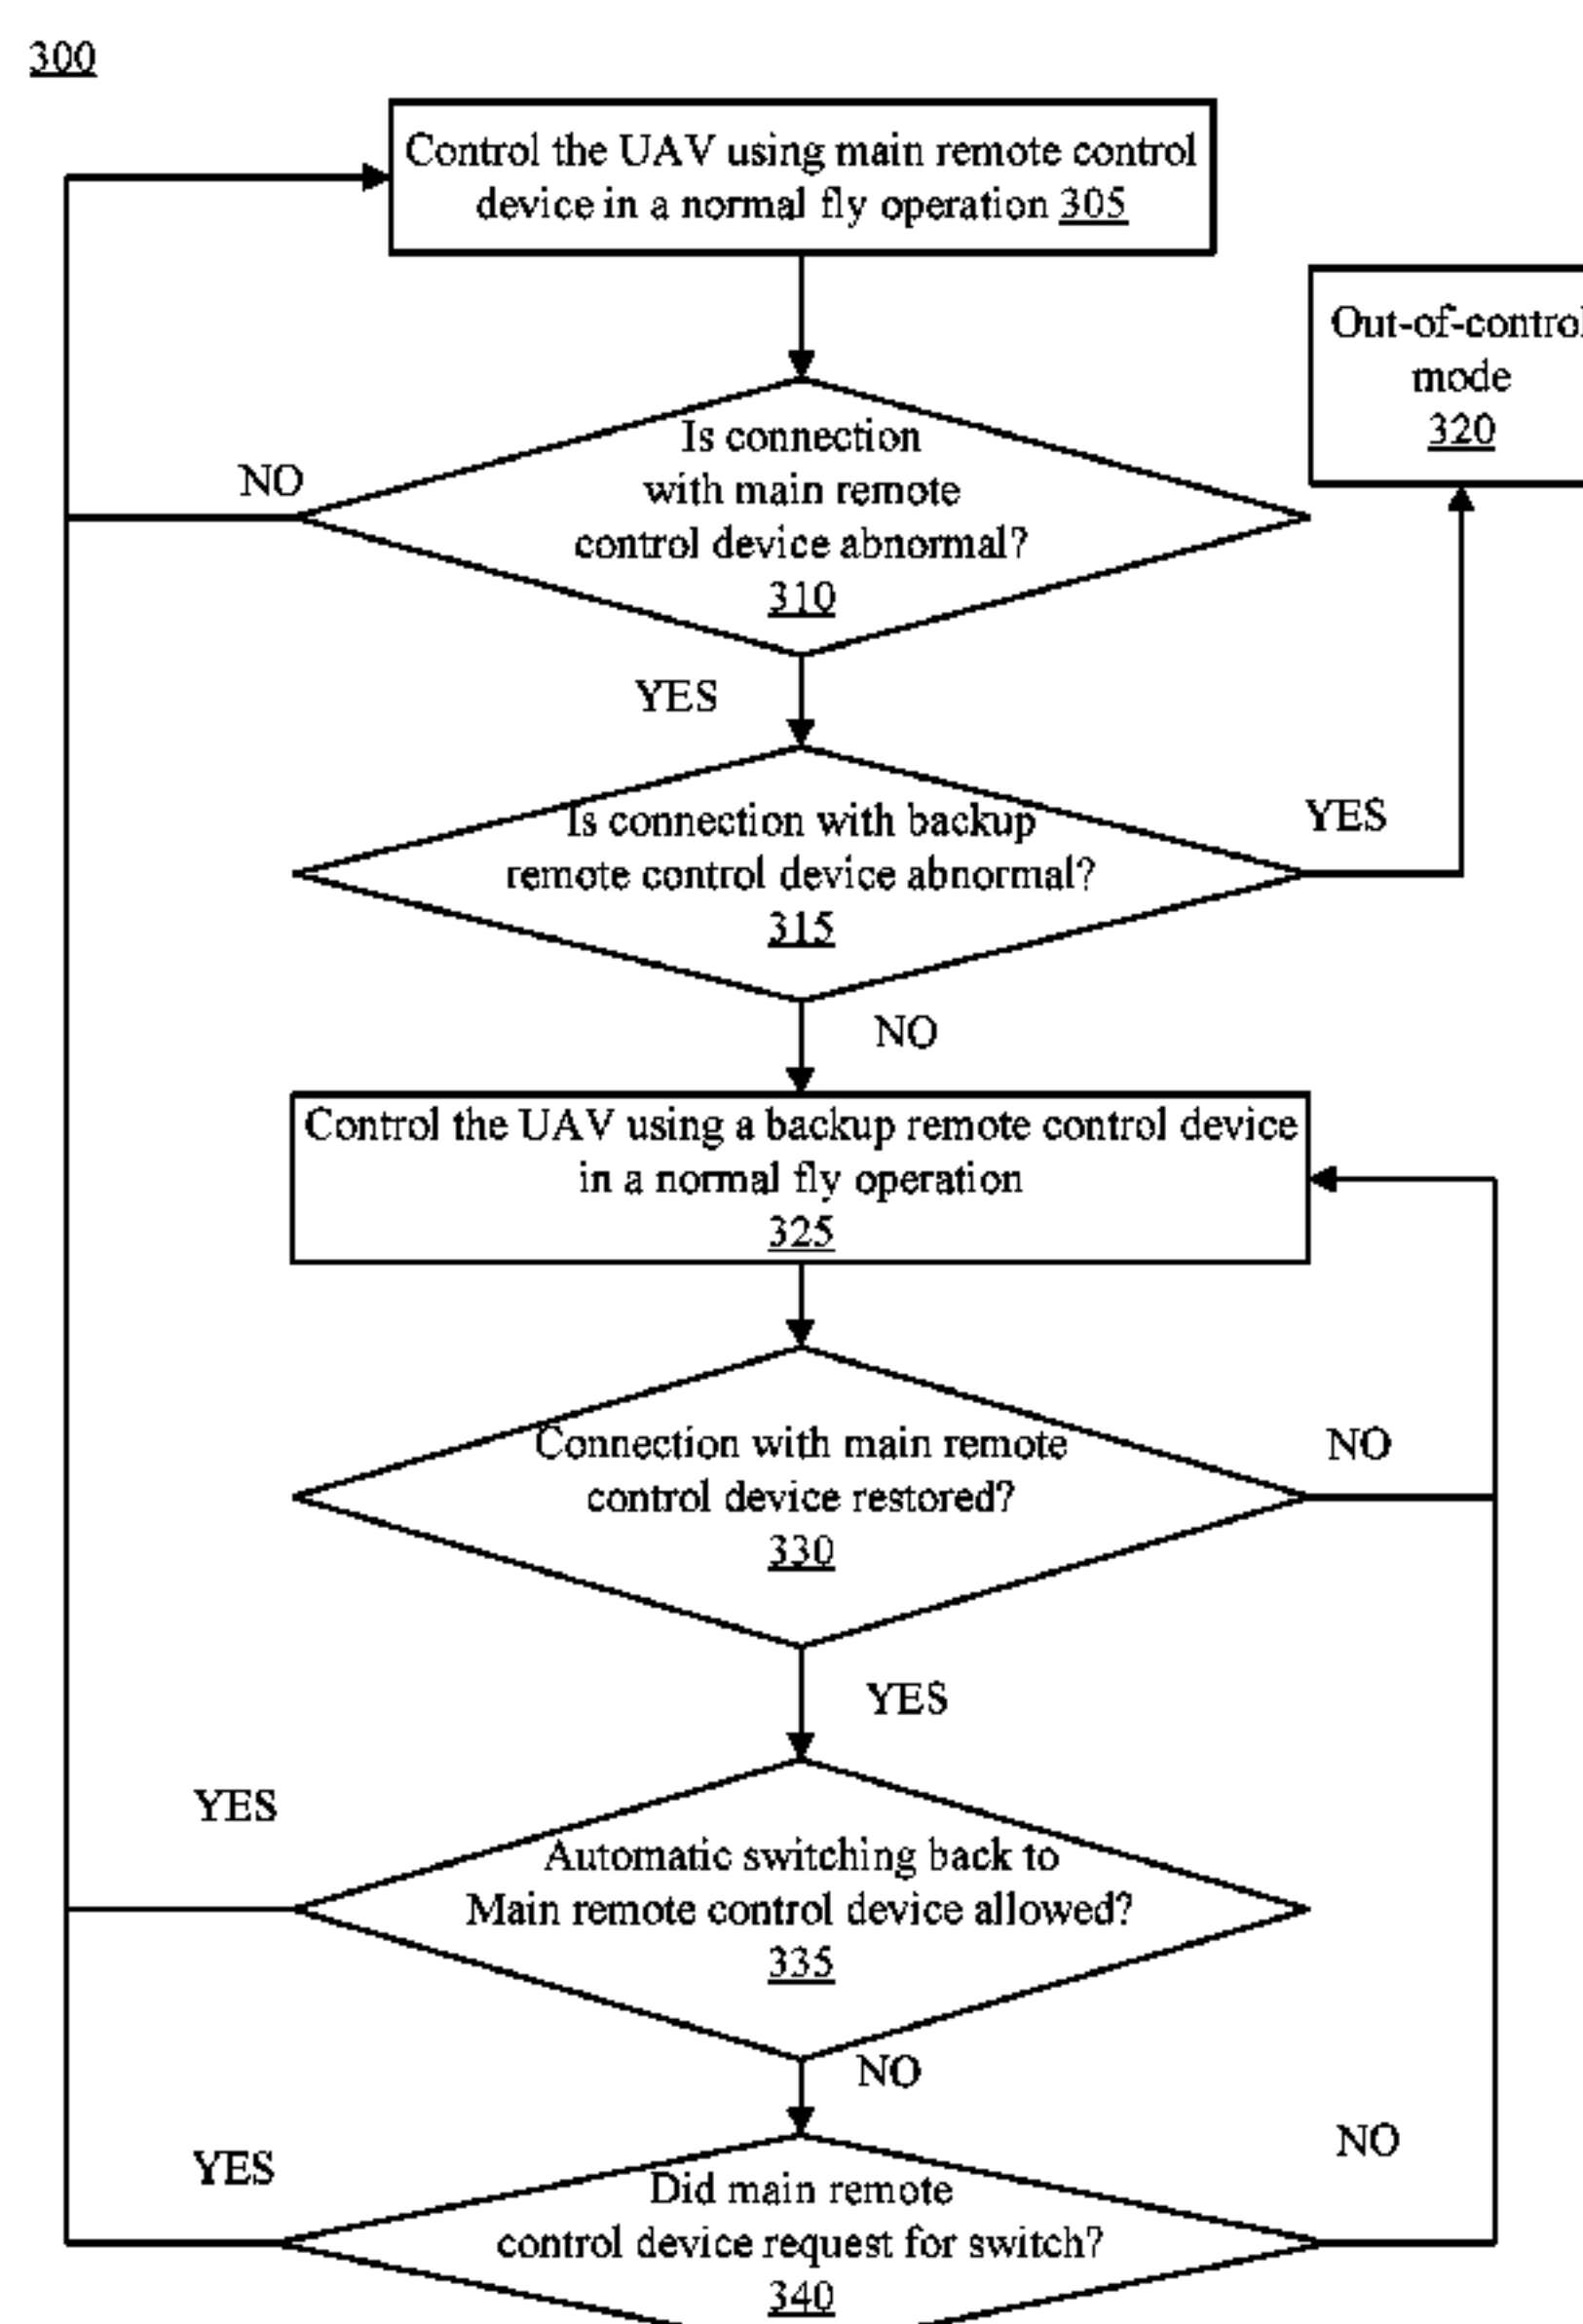 300
Control the UAV using main remote control
device in a normal fly operation 305
Out-of-control
mode
320
Is connection
with main remote
control device abnormal?
310
NO
YES
Is connection with backup
remote control device abnormal?
315
YES
NO
Control the UAV using a backup remote control device
in a normal fly operation
325
Connection with main remote
control device restored?
330
NO
YES
YES
Automatic switching back to
Main remote control device allowed?
335
NO
YES
NO
Did main remote
control device request for switch?
340